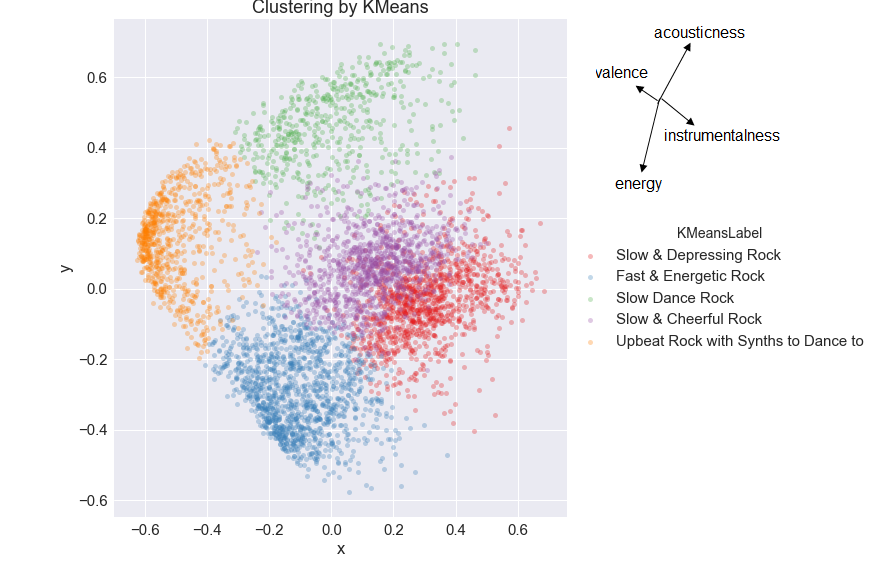 Clustering by KMeans
acousticness
valence
instrumentalness
energy
0.6
0.4
0.2
0.0
−0.2
−0.4
−0.6
y
−0.6
−0.4
−0.2
0.0
0.2
0.4
0.6
x
KMeansLabel
Slow & Depressing Rock
Fast & Energetic Rock
Slow Dance Rock
Slow & Cheerful Rock
Upbeat Rock with Synths to Dance to